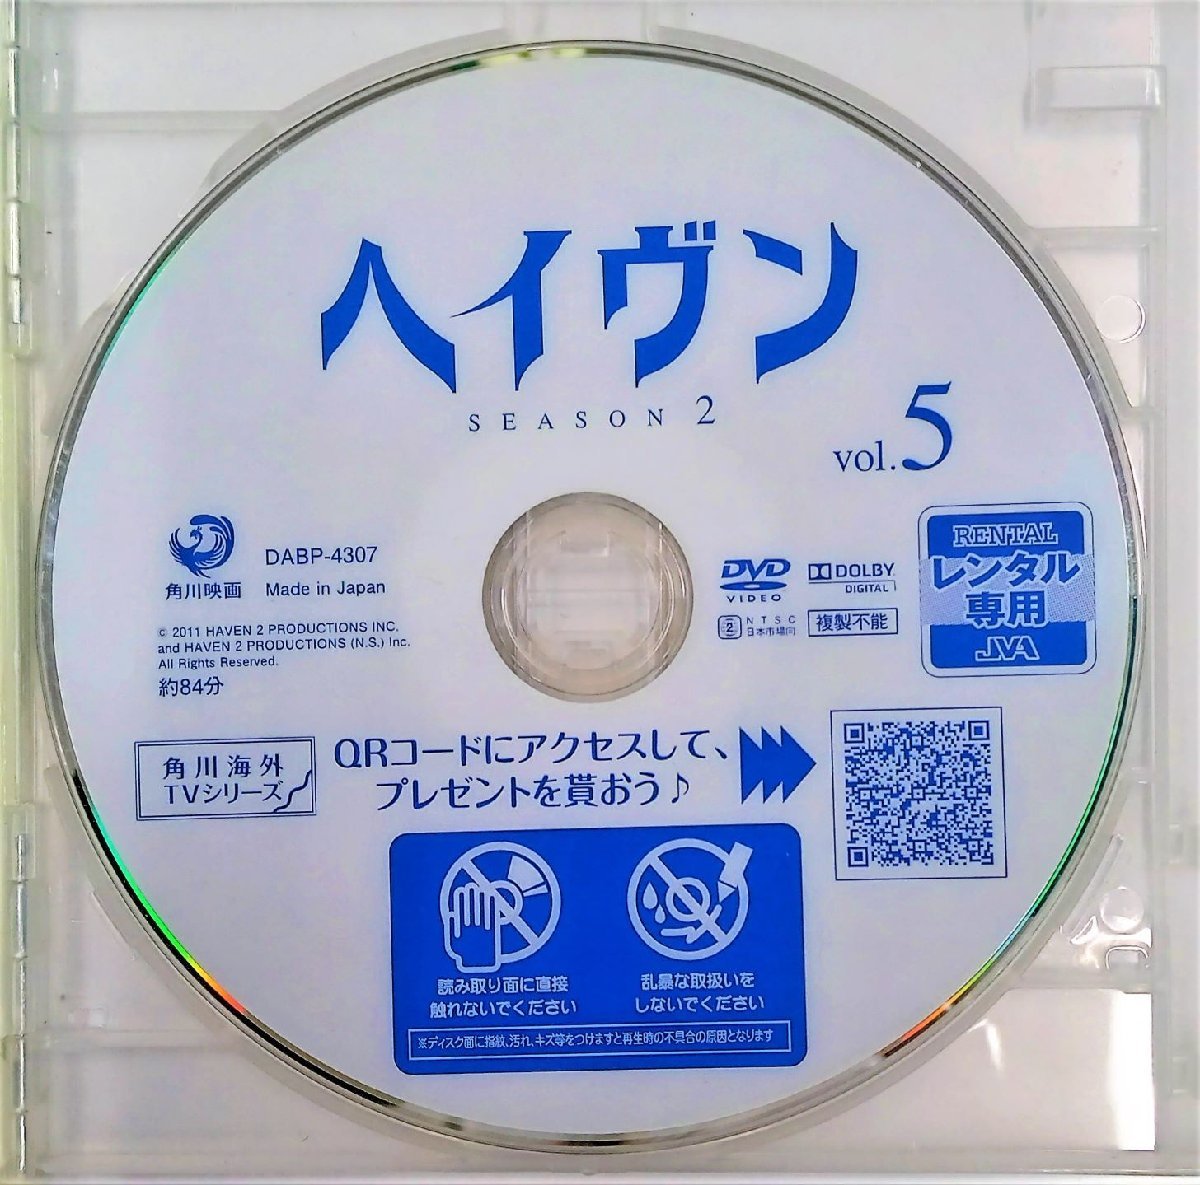 ヘイヴン
SEASON 2
vol.5
角川映画
DABP-4307
Made in Japan
© 2011 HAVEN 2 PRODUCTIONS INC.
and HAVEN 2 PRODUCTIONS (N.S.) Inc.
All Rights Reserved.
約84分
DVD
VIDEO
DOLBY
DIGITAL
2
NTSC
日本市場向
複製不能
RENTAL
レンタル
専用
JVA
角川海外
TVシリーズ
QRコードにアクセスして、
プレゼントを貰おう♪
読み取り面に直接
触れないでください
乱暴な取扱いを
しないでください
※ディスク面に指紋、汚れ、キズ等をつけますと再生時の不具合の原因となります